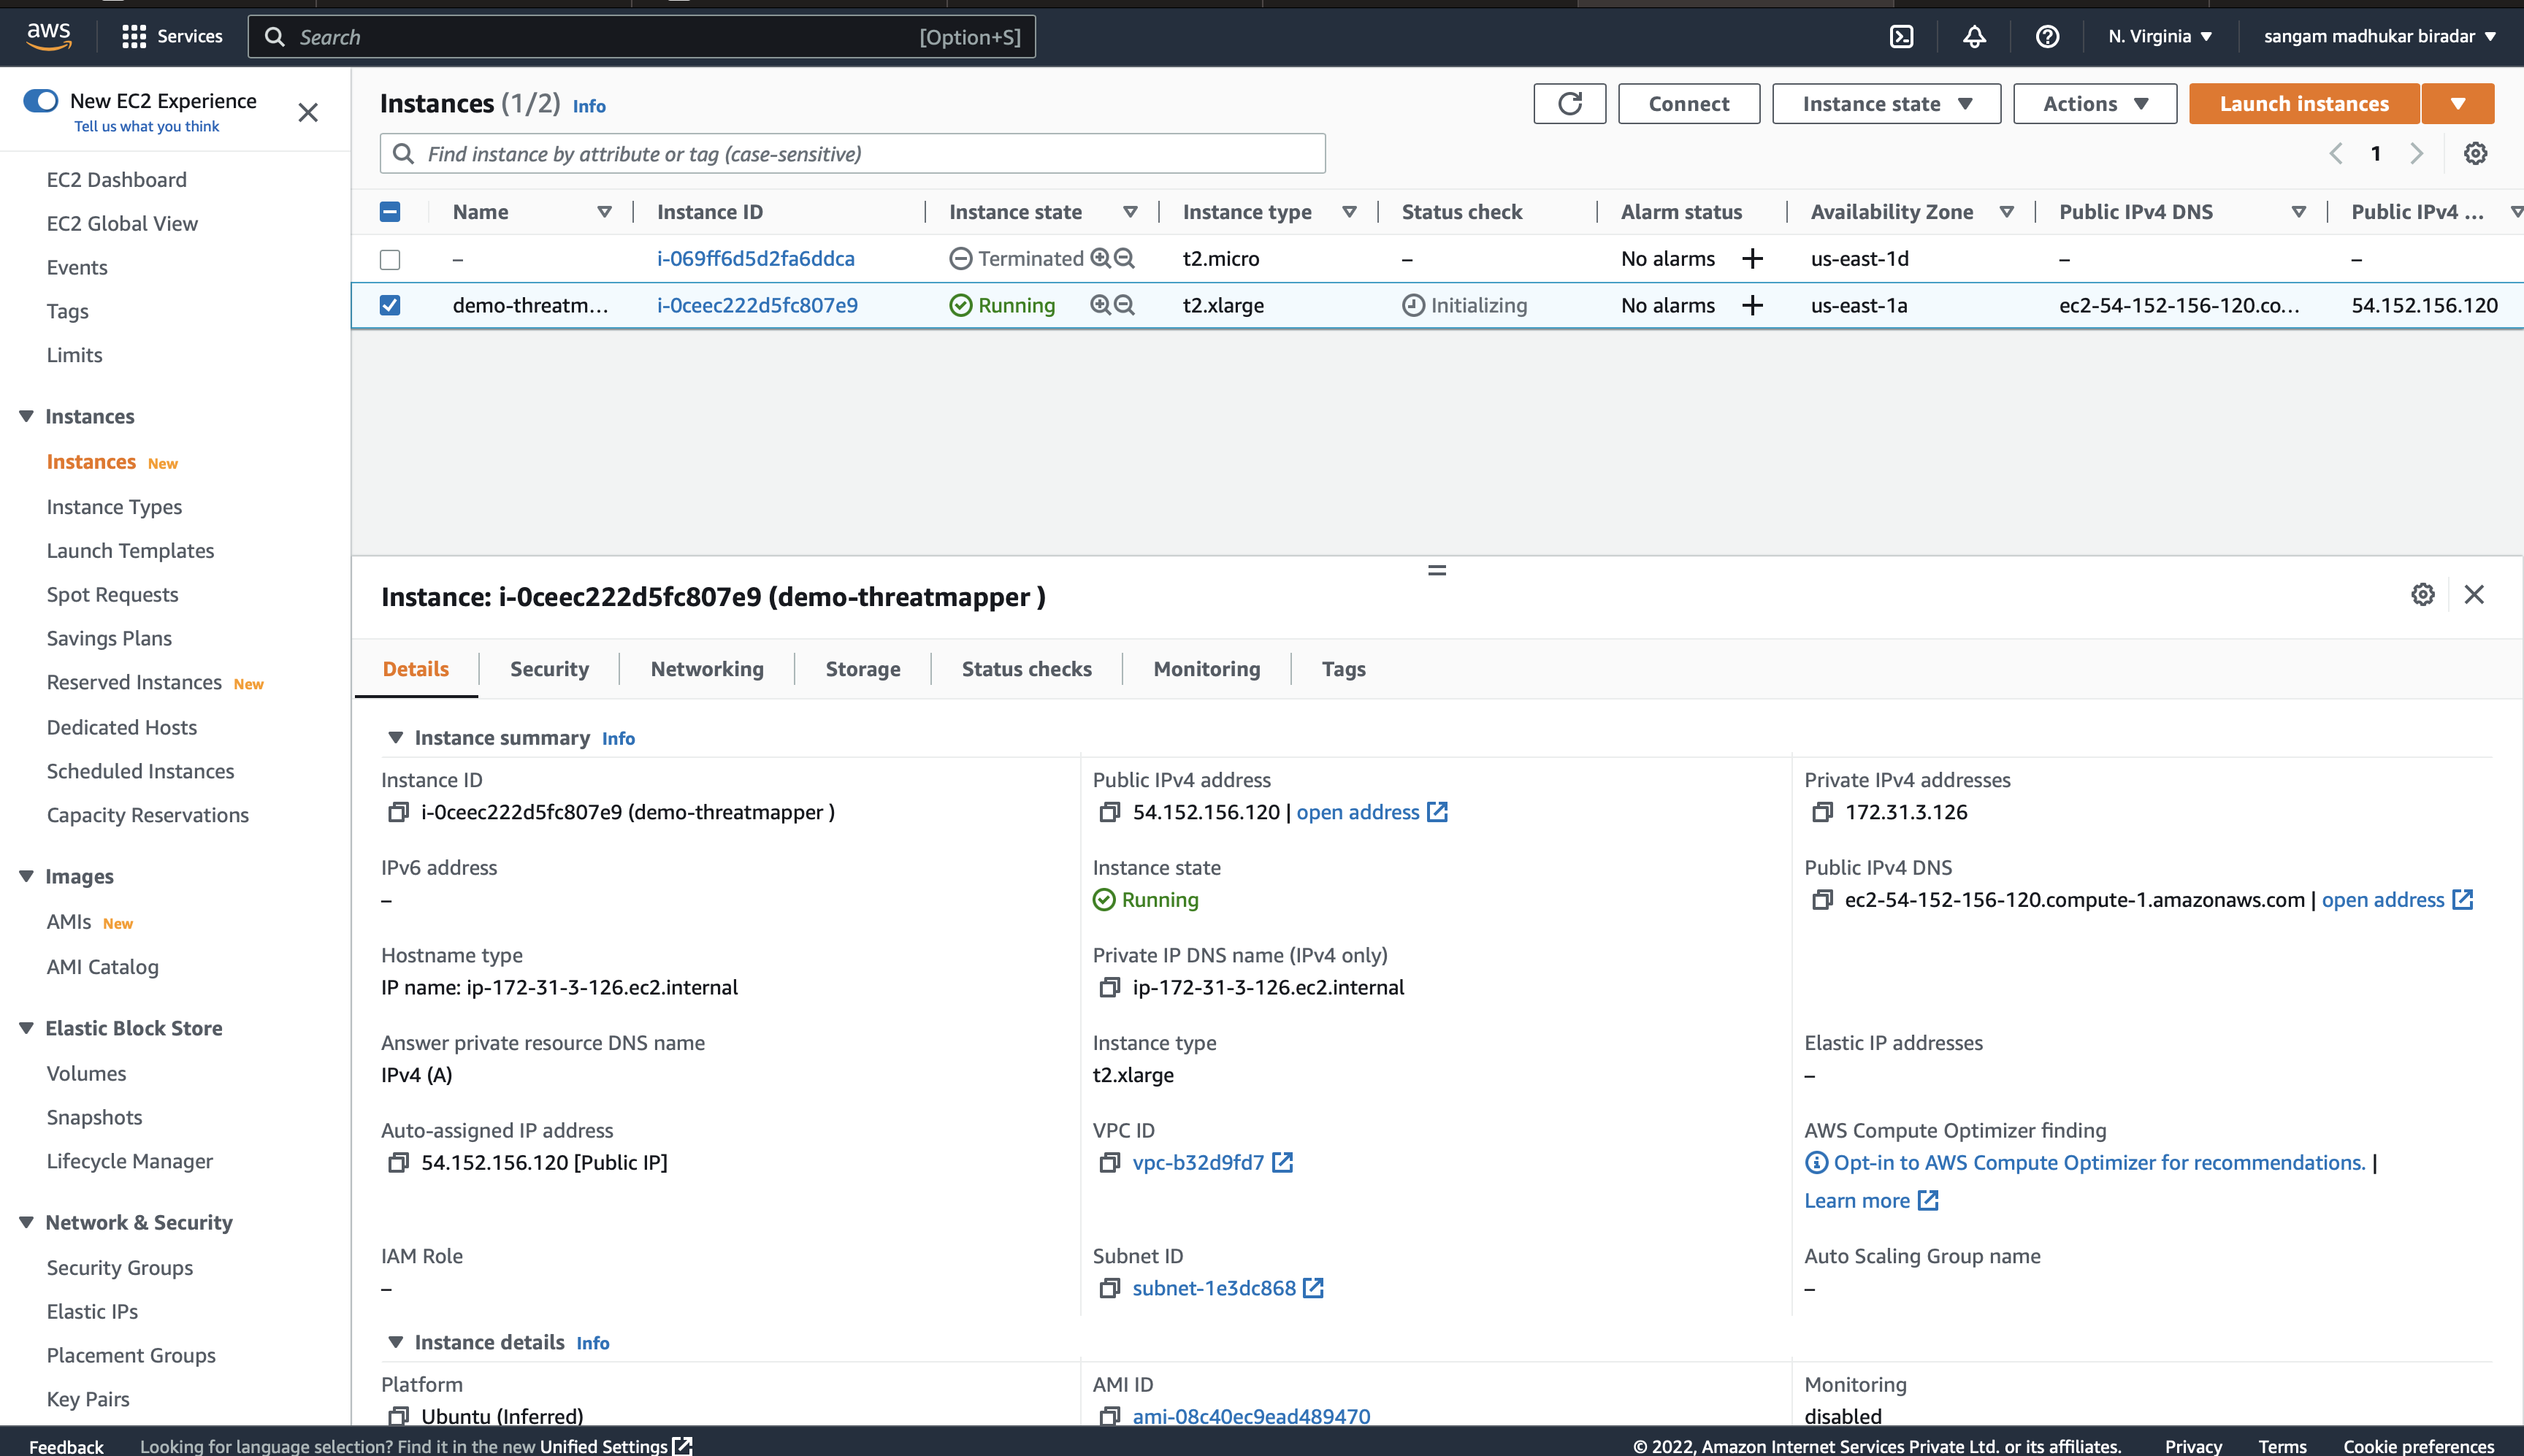 aws
Services
Search
[Option+S]
N. Virginia
sangam madhukar biradar
New EC2 Experience
Tell us what you think
EC2 Dashboard
EC2 Global View
Events
Tags
Limits
Instances
Instances New
Instance Types
Launch Templates
Spot Requests
Savings Plans
Reserved Instances New
Dedicated Hosts
Scheduled Instances
Capacity Reservations
Images
AMIs New
AMI Catalog
Elastic Block Store
Volumes
Snapshots
Lifecycle Manager
Network & Security
Security Groups
Elastic IPs
Placement Groups
Key Pairs
Instances (1/2) Info
Connect
Instance state
Actions
Launch instances
Find instance by attribute or tag (case-sensitive)
1
Name Instance ID Instance state Instance type Status check Alarm status Availability Zone Public IPv4 DNS Public IPv4 ...
– i-069ff6d5d2fa6ddca Terminated t2.micro – No alarms + us-east-1d – –
demo-threatm... i-0ceec222d5fc807e9 Running t2.xlarge Initializing No alarms + us-east-1a ec2-54-152-156-120.co... 54.152.156.120
Instance: i-0ceec222d5fc807e9 (demo-threatmapper )
Details Security Networking Storage Status checks Monitoring Tags
Instance summary Info
Instance ID
i-0ceec222d5fc807e9 (demo-threatmapper )
Public IPv4 address
54.152.156.120 | open address
Private IPv4 addresses
172.31.3.126
IPv6 address
–
Instance state
Running
Public IPv4 DNS
ec2-54-152-156-120.compute-1.amazonaws.com | open address
Hostname type
IP name: ip-172-31-3-126.ec2.internal
Private IP DNS name (IPv4 only)
ip-172-31-3-126.ec2.internal
Answer private resource DNS name
IPv4 (A)
Instance type
t2.xlarge
Elastic IP addresses
–
Auto-assigned IP address
54.152.156.120 [Public IP]
VPC ID
vpc-b32d9fd7
AWS Compute Optimizer finding
Opt-in to AWS Compute Optimizer for recommendations. |
Learn more
IAM Role
–
Subnet ID
subnet-1e3dc868
Auto Scaling Group name
–
Instance details Info
Platform
Ubuntu (Inferred)
AMI ID
ami-08c40ec9ead489470
Monitoring
disabled
Feedback
Looking for language selection? Find it in the new Unified Settings
© 2022, Amazon Internet Services Private Ltd. or its affiliates.
Privacy
Terms
Cookie preferences